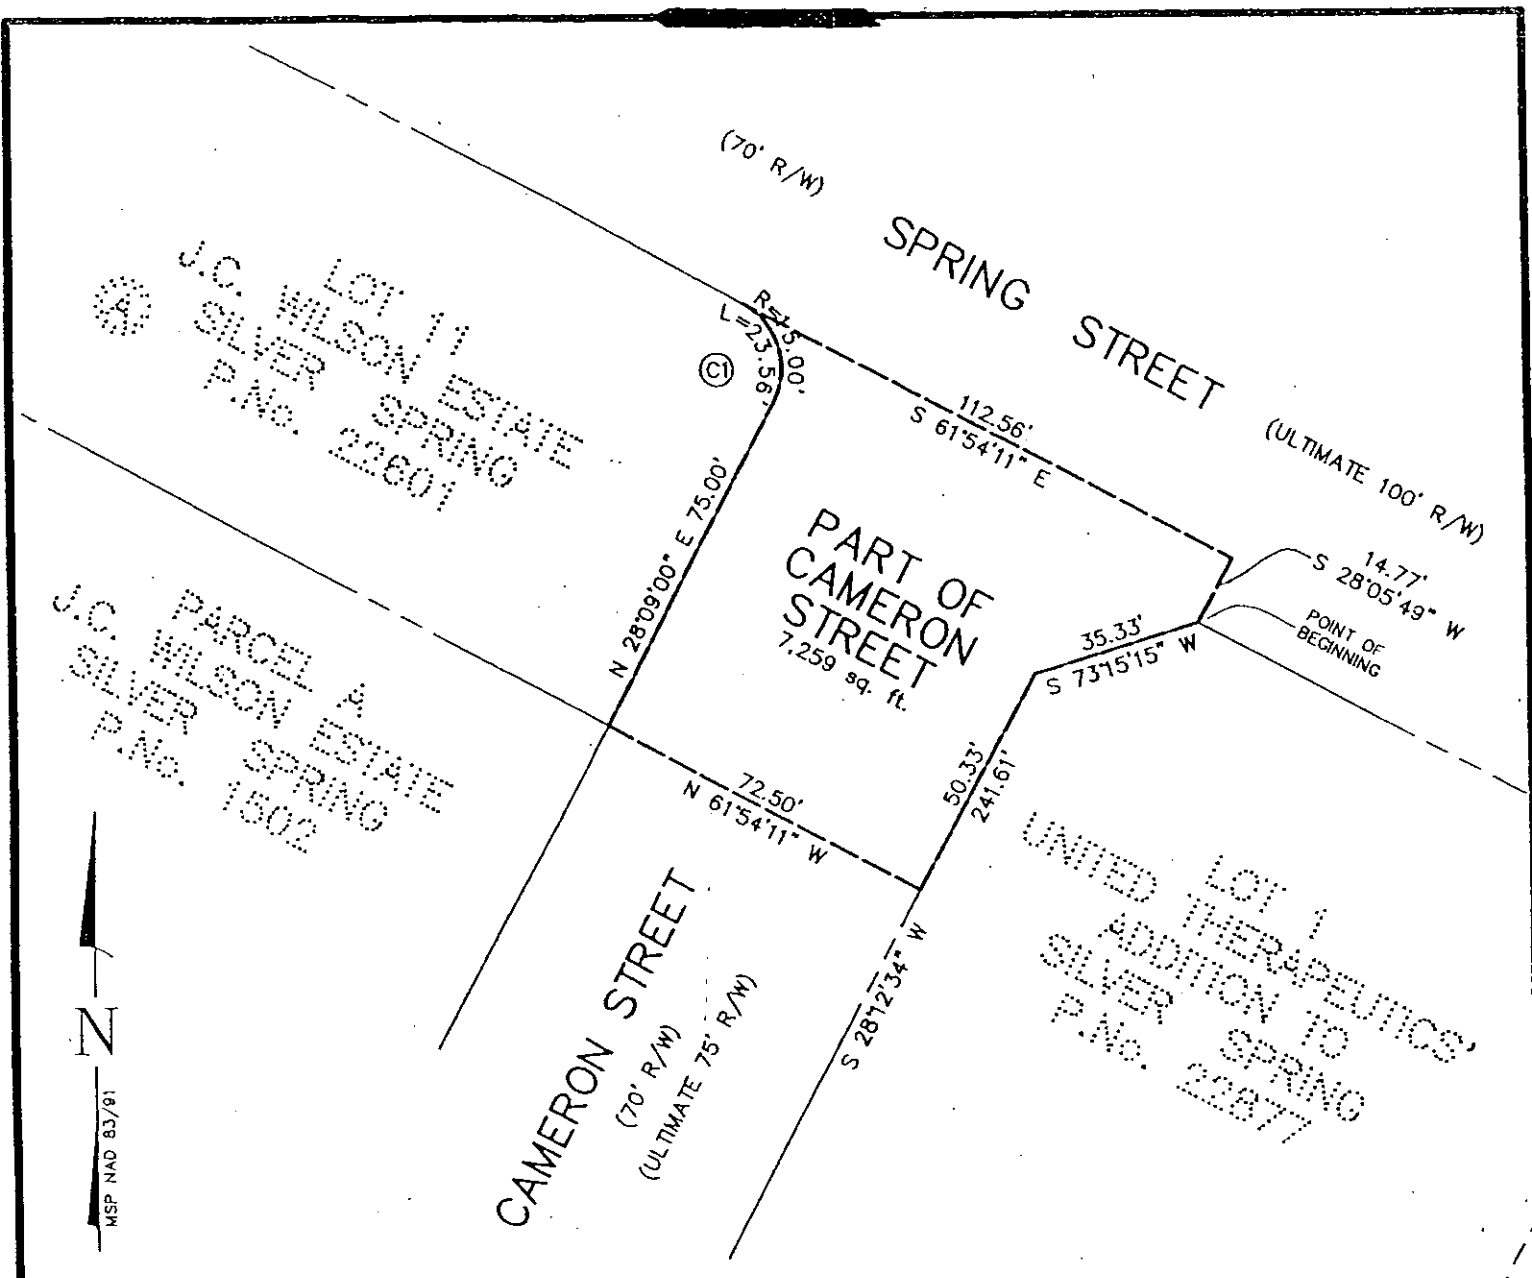 (70' R/W)
SPRING STREET
(ULTIMATE 100' R/W)
A
LOT 11
J.C. WILSON ESTATE
SILVER SPRING
P.No. 22601
R=15.00'
L=23.56'
C1
112.56'
S 61°54'11" E
14.77'
S 28°05'49" W
POINT OF
BEGINNING
35.33'
S 73°15'15" W
N 28°09'00" E 75.00'
PART OF
CAMERON
STREET
7,259 sq. ft.
PARCEL A
J.C. WILSON ESTATE
SILVER SPRING
P.No. 1502
72.50'
N 61°54'11" W
50.33'
241.61'
S 28°12'34" W
LOT 1
UNITED THERAPEUTICS'
ADDITION TO
SILVER SPRING
P.No. 22877
CAMERON STREET
(70' R/W)
(ULTIMATE 75' R/W)
N
MSP NAD 83/91